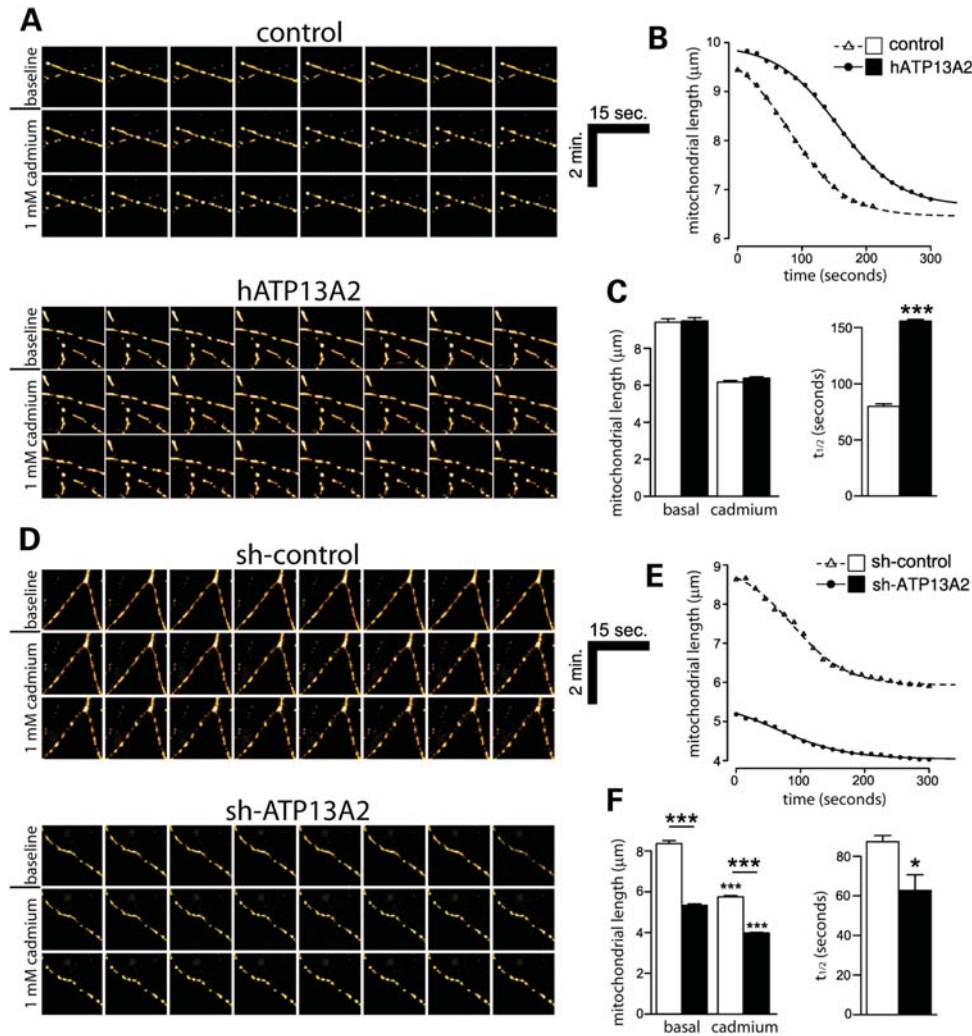 A
control
baseline
1 mM cadmium
15 sec.
2 min.
hATP13A2
baseline
1 mM cadmium
B
control
hATP13A2
mitochondrial length (μm)
10
9
8
7
6
0 100 200 300
time (seconds)
C
mitochondrial length (μm)
8
6
4
2
0
basal cadmium
***
t1/2 (seconds)
150
100
50
0
D
sh-control
baseline
1 mM cadmium
15 sec.
2 min.
sh-ATP13A2
baseline
1 mM cadmium
E
sh-control
sh-ATP13A2
mitochondrial length (μm)
9
8
7
6
5
4
0 100 200 300
time (seconds)
F
mitochondrial length (μm)
8
6
4
2
0
***
***
***
***
basal cadmium
t1/2 (seconds)
80
60
40
20
0
*